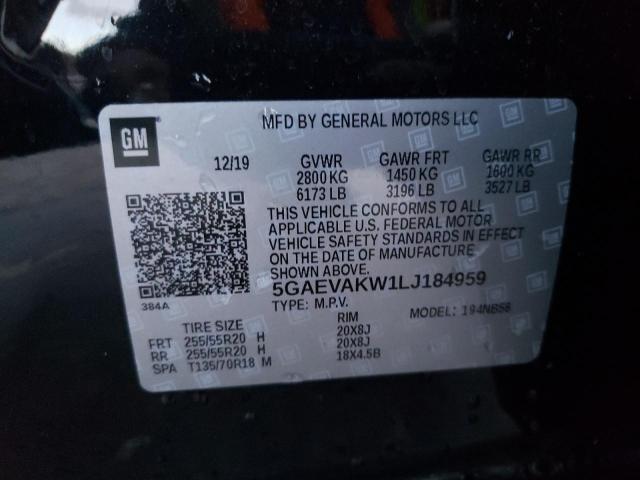 GM
MFD BY GENERAL MOTORS LLC
12/19 GVWR GAWR FRT GAWR RR
2800 KG 1450 KG 1600 KG
6173 LB 3196 LB 3527 LB
THIS VEHICLE CONFORMS TO ALL
APPLICABLE U.S. FEDERAL MOTOR
VEHICLE SAFETY STANDARDS IN EFFECT
ON THE DATE OF MANUFACTURE
SHOWN ABOVE.
384A
5GAEVAKW1LJ184959
TYPE: M.P.V. MODEL: 194NB56
TIRE SIZE RIM
FRT 255/55R20 H 20X8J
RR 255/55R20 H 20X8J
SPA T135/70R18 M 18X4.5B